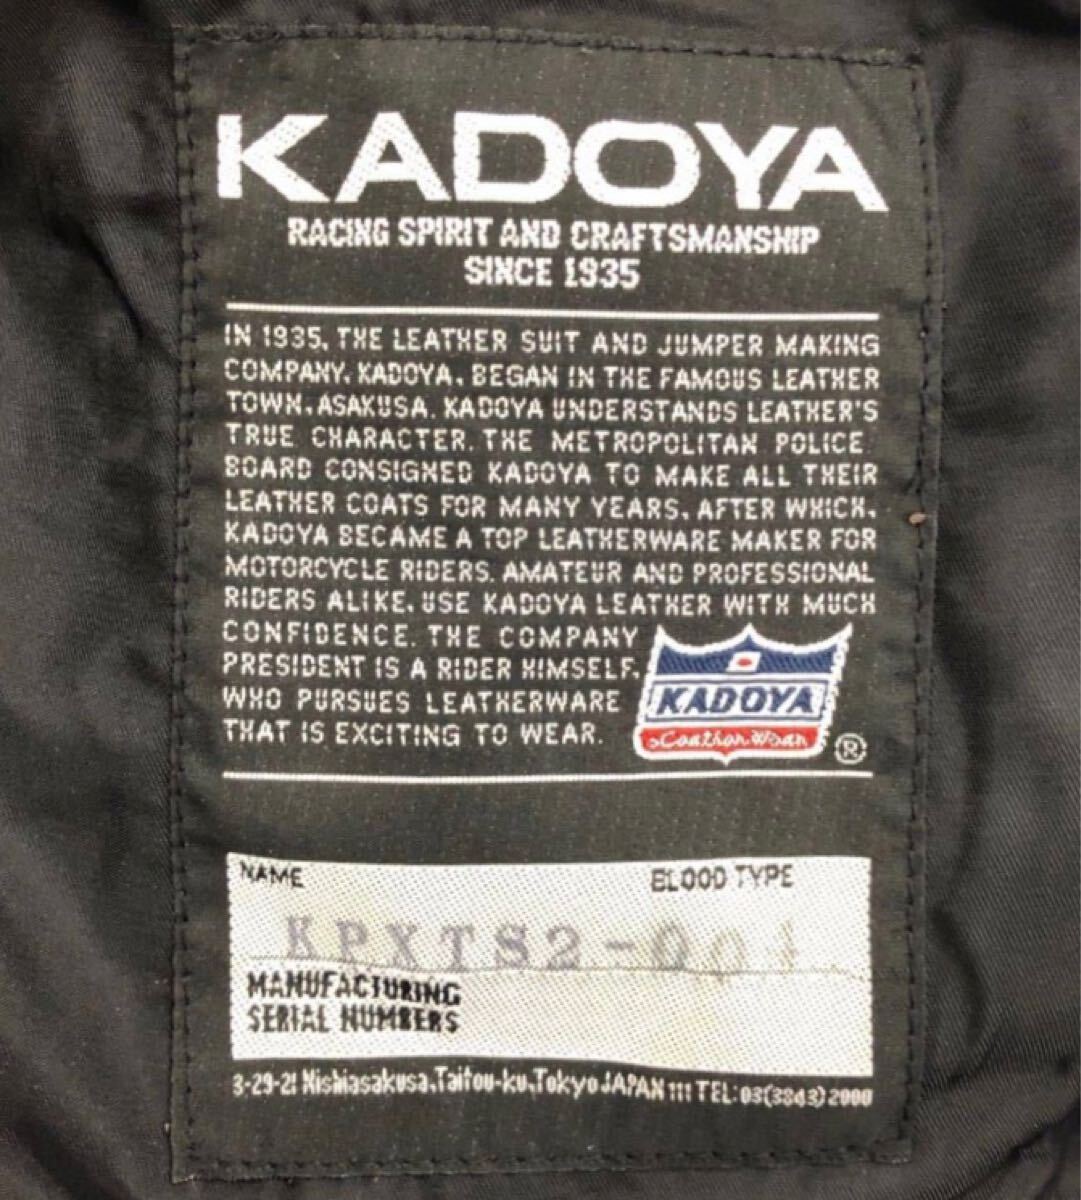 KADOYA
RACING SPIRIT AND CRAFTSMANSHIP
SINCE 1935
IN 1935, THE LEATHER SUIT AND JUMPER MAKING
COMPANY, KADOYA, BEGAN IN THE FAMOUS LEATHER
TOWN, ASAKUSA. KADOYA UNDERSTANDS LEATHER'S
TRUE CHARACTER. THE METROPOLITAN POLICE
BOARD CONSIGNED KADOYA TO MAKE ALL THEIR
LEATHER COATS FOR MANY YEARS, AFTER WHICH,
KADOYA BECAME A TOP LEATHERWARE MAKER FOR
MOTORCYCLE RIDERS. AMATEUR AND PROFESSIONAL
RIDERS ALIKE, USE KADOYA LEATHER WITH MUCH
CONFIDENCE. THE COMPANY
PRESIDENT IS A RIDER HIMSELF,
WHO PURSUES LEATHERWARE
THAT IS EXCITING TO WEAR.
KADOYA
®
NAME BLOOD TYPE
KPXTS2-004
MANUFACTURING
SERIAL NUMBERS
3-29-21 Nishiasakusa,Taitou-ku,Tokyo JAPAN 111 TEL:03(3843)2000